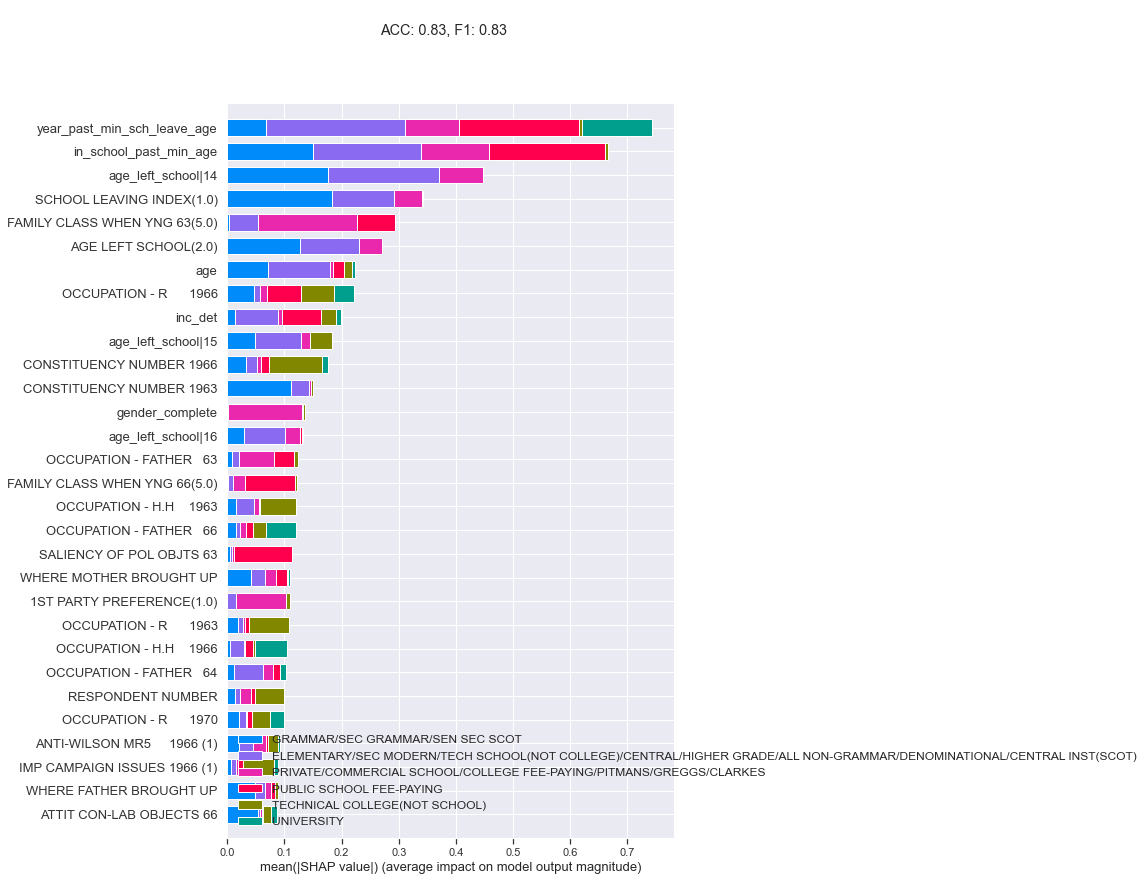 ACC: 0.83, F1: 0.83
year_past_min_sch_leave_age
in_school_past_min_age
age_left_school|14
SCHOOL LEAVING INDEX(1.0)
FAMILY CLASS WHEN YNG 63(5.0)
AGE LEFT SCHOOL(2.0)
age
OCCUPATION - R 1966
inc_det
age_left_school|15
CONSTITUENCY NUMBER 1966
CONSTITUENCY NUMBER 1963
gender_complete
age_left_school|16
OCCUPATION - FATHER 63
FAMILY CLASS WHEN YNG 66(5.0)
OCCUPATION - H.H 1963
OCCUPATION - FATHER 66
SALIENCY OF POL OBJTS 63
WHERE MOTHER BROUGHT UP
1ST PARTY PREFERENCE(1.0)
OCCUPATION - R 1963
OCCUPATION - H.H 1966
OCCUPATION - FATHER 64
RESPONDENT NUMBER
OCCUPATION - R 1970
ANTI-WILSON MR5 1966 (1)
IMP CAMPAIGN ISSUES 1966 (1)
WHERE FATHER BROUGHT UP
ATTIT CON-LAB OBJECTS 66
GRAMMAR/SEC GRAMMAR/SEN SEC SCOT
ELEMENTARY/SEC MODERN/TECH SCHOOL(NOT COLLEGE)/CENTRAL/HIGHER GRADE/ALL NON-GRAMMAR/DENOMINATIONAL/CENTRAL INST(SCOT)
PRIVATE/COMMERCIAL SCHOOL/COLLEGE FEE-PAYING/PITMANS/GREGGS/CLARKES
PUBLIC SCHOOL FEE-PAYING
TECHNICAL COLLEGE(NOT SCHOOL)
UNIVERSITY
0.0 0.1 0.2 0.3 0.4 0.5 0.6 0.7
mean(|SHAP value|) (average impact on model output magnitude)